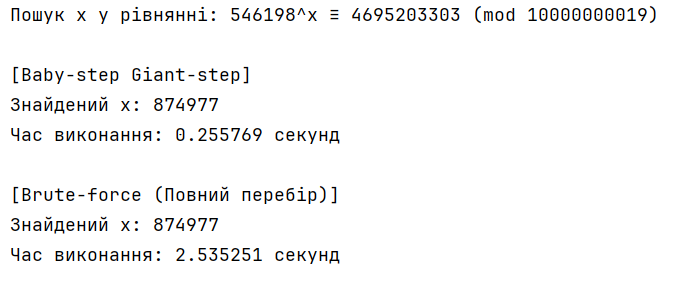 Пошук x у рівнянні: 546198^x ≡ 4695203303 (mod 10000000019)
[Baby-step Giant-step]
Знайдений x: 874977
Час виконання: 0.255769 секунд
[Brute-force (Повний перебір)]
Знайдений x: 874977
Час виконання: 2.535251 секунд